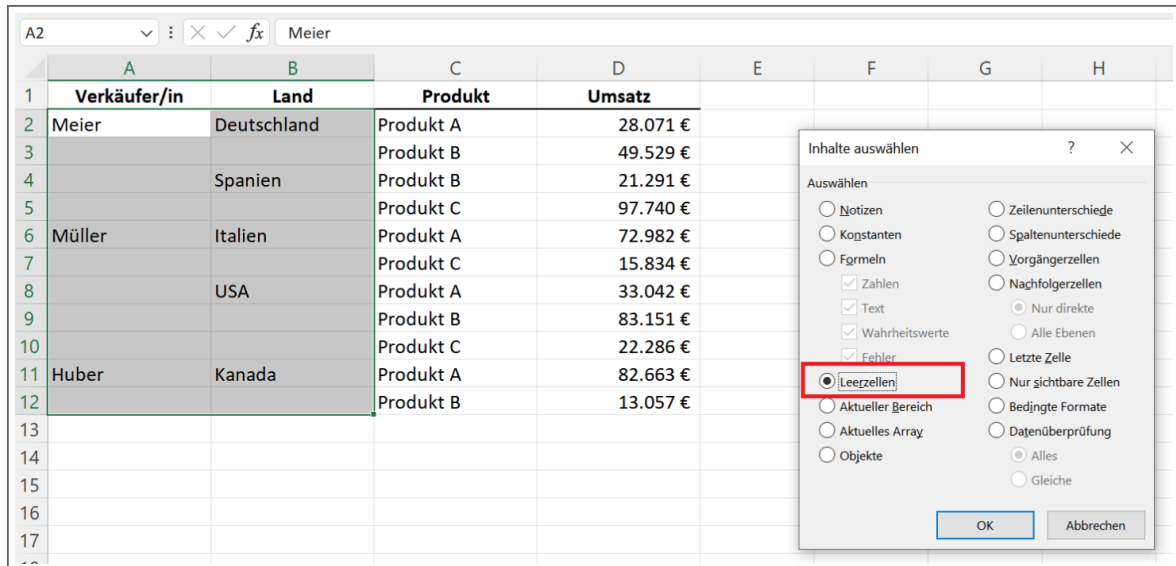 A2 fx Meier
A B C D E F G H
1 Verkäufer/in Land Produkt Umsatz
2 Meier Deutschland Produkt A 28.071 €
3 Produkt B 49.529 €
4 Spanien Produkt B 21.291 €
5 Produkt C 97.740 €
6 Müller Italien Produkt A 72.982 €
7 Produkt C 15.834 €
8 USA Produkt A 33.042 €
9 Produkt B 83.151 €
10 Produkt C 22.286 €
11 Huber Kanada Produkt A 82.663 €
12 Produkt B 13.057 €
13
14
15
16
17
Inhalte auswählen ?
Auswählen
Notizen
Konstanten
Formeln
Zahlen
Text
Wahrheitswerte
Fehler
Leerzellen
Aktueller Bereich
Aktuelles Array
Objekte
Zeilenunterschiede
Spaltenunterschiede
Vorgängerzellen
Nachfolgerzellen
Nur direkte
Alle Ebenen
Letzte Zelle
Nur sichtbare Zellen
Bedingte Formate
Datenüberprüfung
Alles
Gleiche
OK Abbrechen